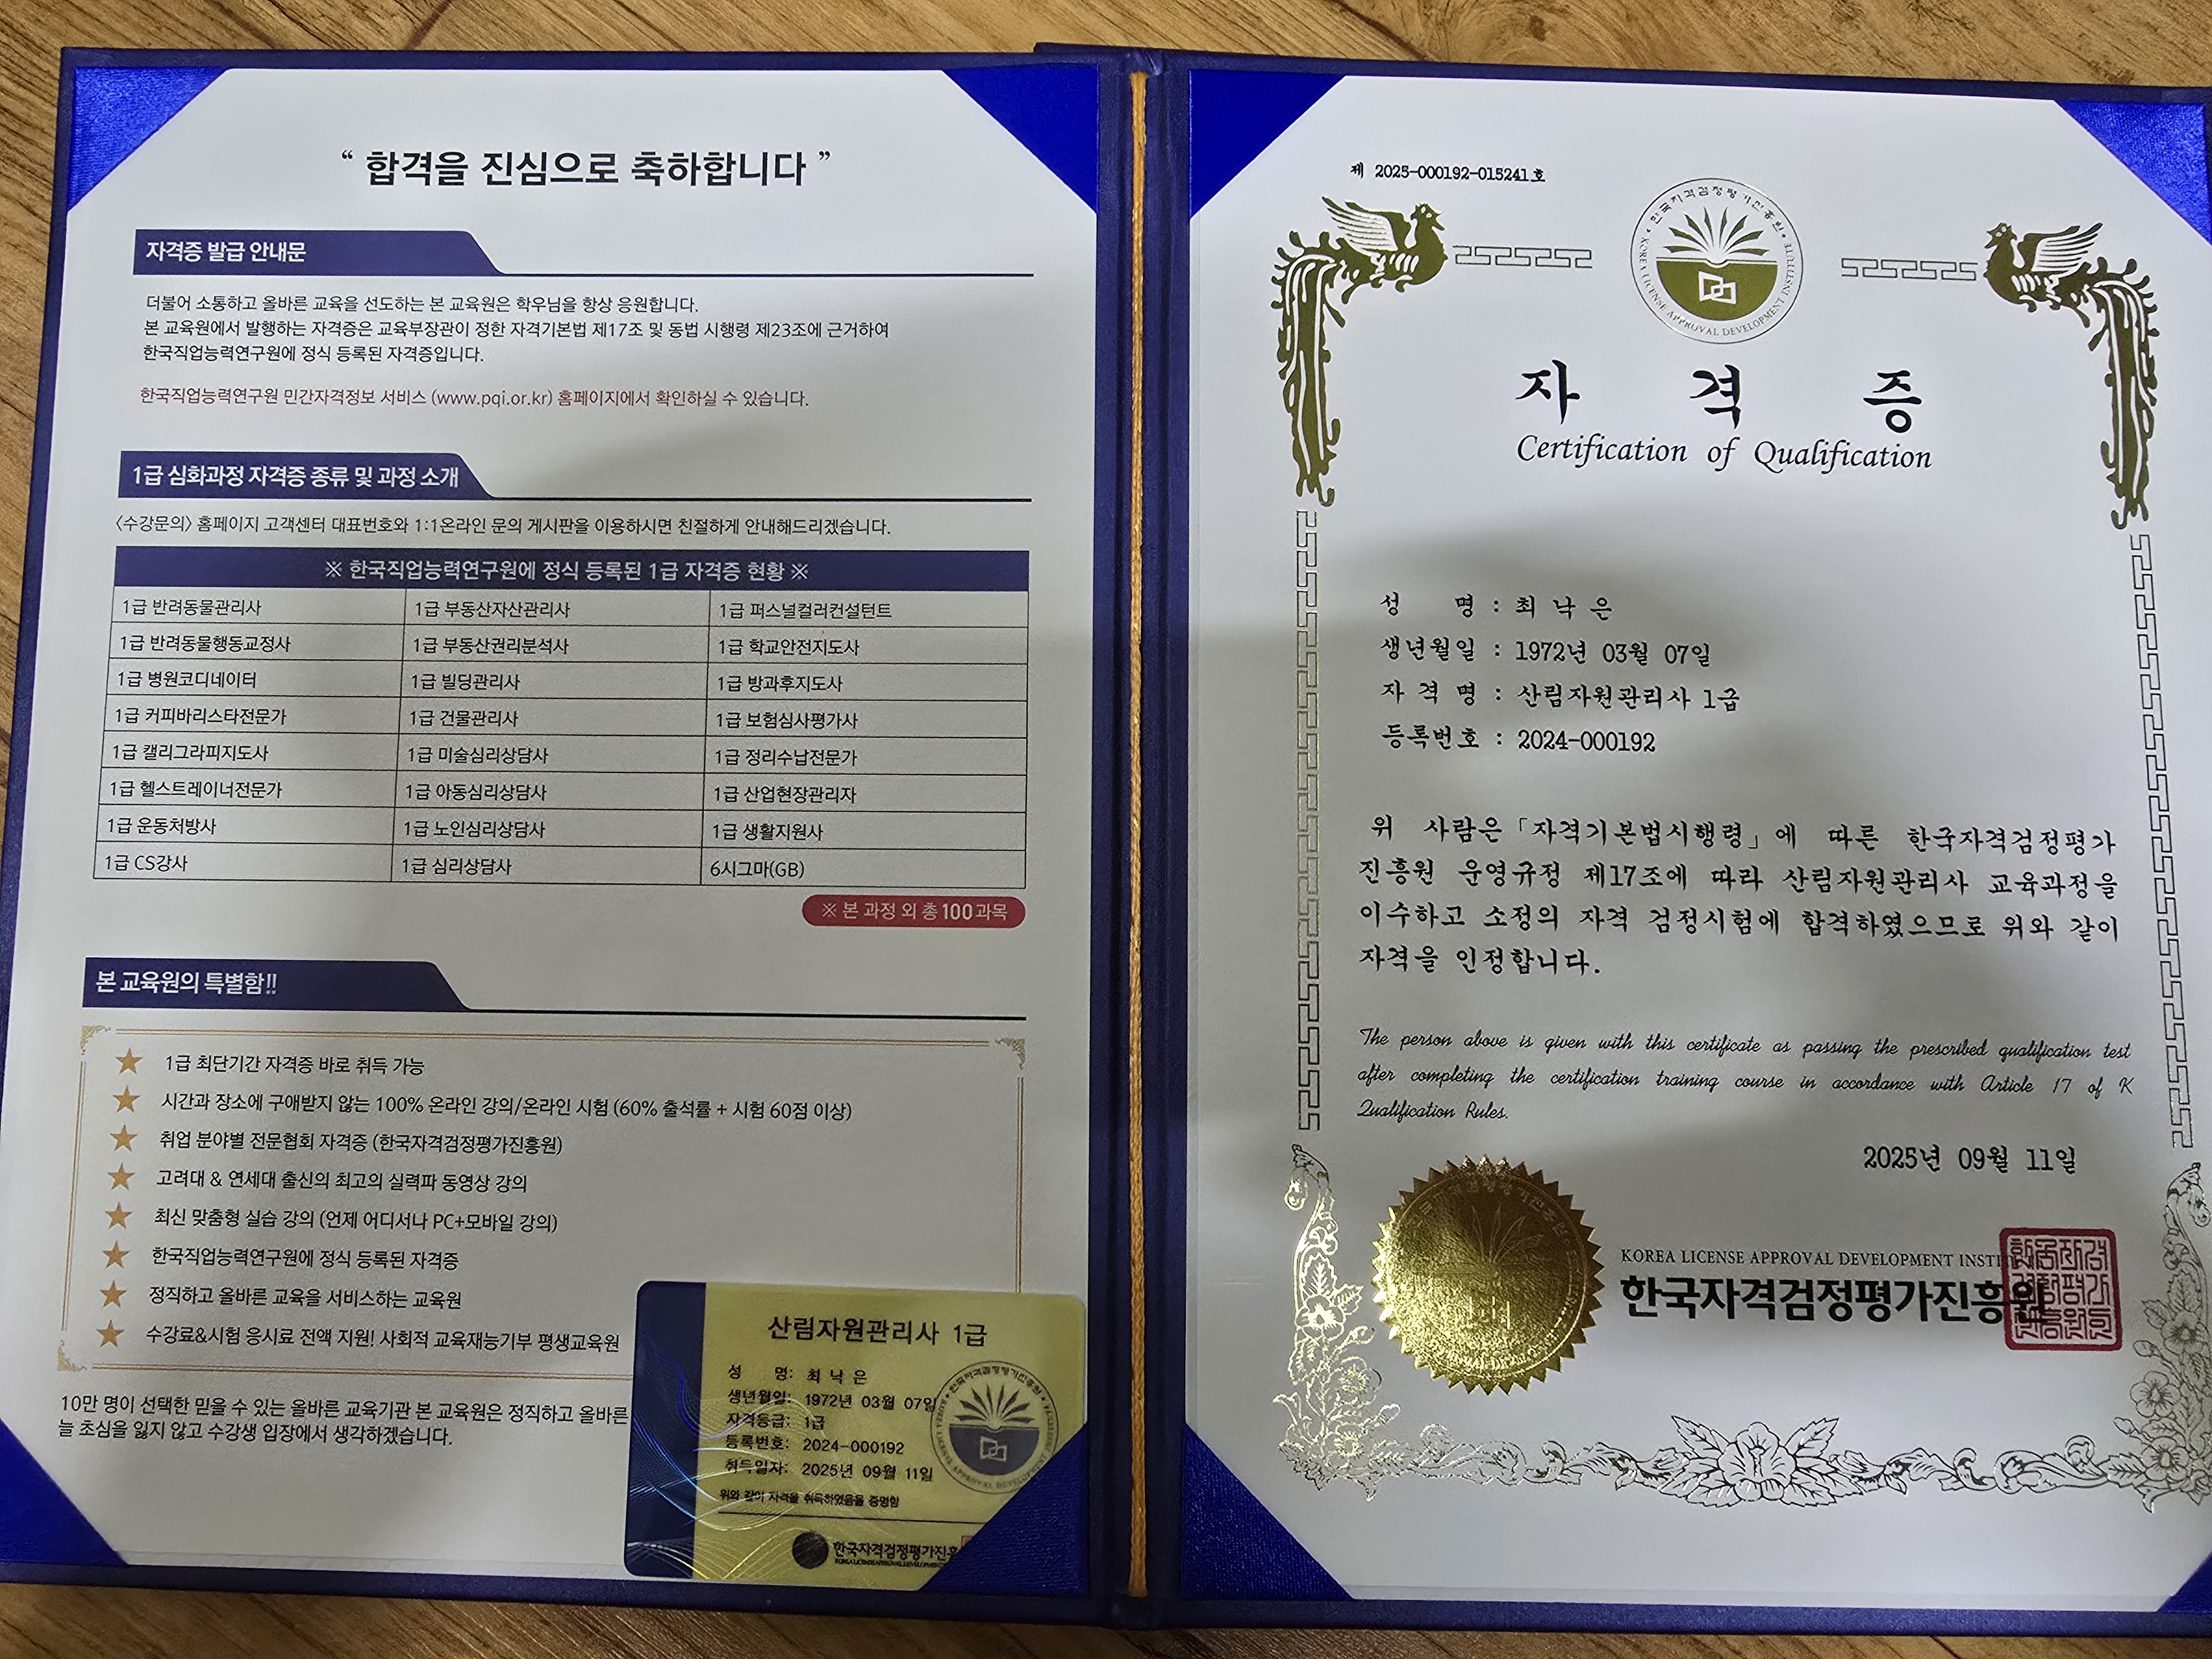 “ 합격을 진심으로 축하합니다 ”
자격증 발급 안내문
더불어 소통하고 올바른 교육을 선도하는 본 교육원은 학우님을 항상 응원합니다.
본 교육원에서 발행하는 자격증은 교육부장관이 정한 자격기본법 제17조 및 동법 시행령 제23조에 근거하여
한국직업능력연구원에 정식 등록된 자격증입니다.
한국직업능력연구원 민간자격정보 서비스 (www.pqi.or.kr) 홈페이지에서 확인하실 수 있습니다.
1급 심화과정 자격증 종류 및 과정 소개
〈수강문의〉 홈페이지 고객센터 대표번호와 1:1온라인 문의 게시판을 이용하시면 친절하게 안내해드리겠습니다.
※ 한국직업능력연구원에 정식 등록된 1급 자격증 현황 ※
1급 반려동물관리사 1급 부동산자산관리사 1급 퍼스널컬러컨설턴트
1급 반려동물행동교정사 1급 부동산권리분석사 1급 학교안전지도사
1급 병원코디네이터 1급 빌딩관리사 1급 방과후지도사
1급 커피바리스타전문가 1급 건물관리사 1급 보험심사평가사
1급 캘리그라피지도사 1급 미술심리상담사 1급 정리수납전문가
1급 헬스트레이너전문가 1급 아동심리상담사 1급 산업현장관리자
1급 운동처방사 1급 노인심리상담사 1급 생활지원사
1급 CS강사 1급 심리상담사 6시그마(GB)
※ 본 과정 외 총 100과목
본 교육원의 특별함!!
★ 1급 최단기간 자격증 바로 취득 가능
★ 시간과 장소에 구애받지 않는 100% 온라인 강의/온라인 시험 (60% 출석률 + 시험 60점 이상)
★ 취업 분야별 전문협회 자격증 (한국자격검정평가진흥원)
★ 고려대 & 연세대 출신의 최고의 실력파 동영상 강의
★ 최신 맞춤형 실습 강의 (언제 어디서나 PC+모바일 강의)
★ 한국직업능력연구원에 정식 등록된 자격증
★ 정직하고 올바른 교육을 서비스하는 교육원
★ 수강료&시험 응시료 전액 지원! 사회적 교육재능기부 평생교육원
10만 명이 선택한 믿을 수 있는 올바른 교육기관 본 교육원은 정직하고 올바른
늘 초심을 잃지 않고 수강생 입장에서 생각하겠습니다.
산림자원관리사 1급
성 명: 최 낙 은
생년월일: 1972년 03월 07일
자격등급: 1급
등록번호: 2024-000192
취득일자: 2025년 09월 11일
위와 같이 자격을 취득하였음을 증명함
한국자격검정평가진흥
제 2025-000192-015241호
한국자격검정평가진흥원
KOREA LICENSE APPROVAL DEVELOPMENT INSTITUTE
자 격 증
Certification of Qualification
성 명 : 최 낙 은
생년월일 : 1972년 03월 07일
자 격 명 : 산림자원관리사 1급
등록번호 : 2024-000192
위 사람은 「자격기본법시행령」에 따른 한국자격검정평가
진흥원 운영규정 제17조에 따라 산림자원관리사 교육과정을
이수하고 소정의 자격 검정시험에 합격하였으므로 위와 같이
자격을 인정합니다.
The person above is given with this certificate as passing the prescribed qualification test
after completing the certification training course in accordance with Article 17 of K
Qualification Rules.
2025년 09월 11일
KOREA LICENSE APPROVAL DEVELOPMENT
한국자격검정평가진흥원